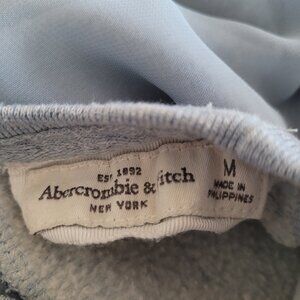 EST 1892
Abercrombie & Fitch
NEW YORK
M
MADE IN
PHILIPPINES